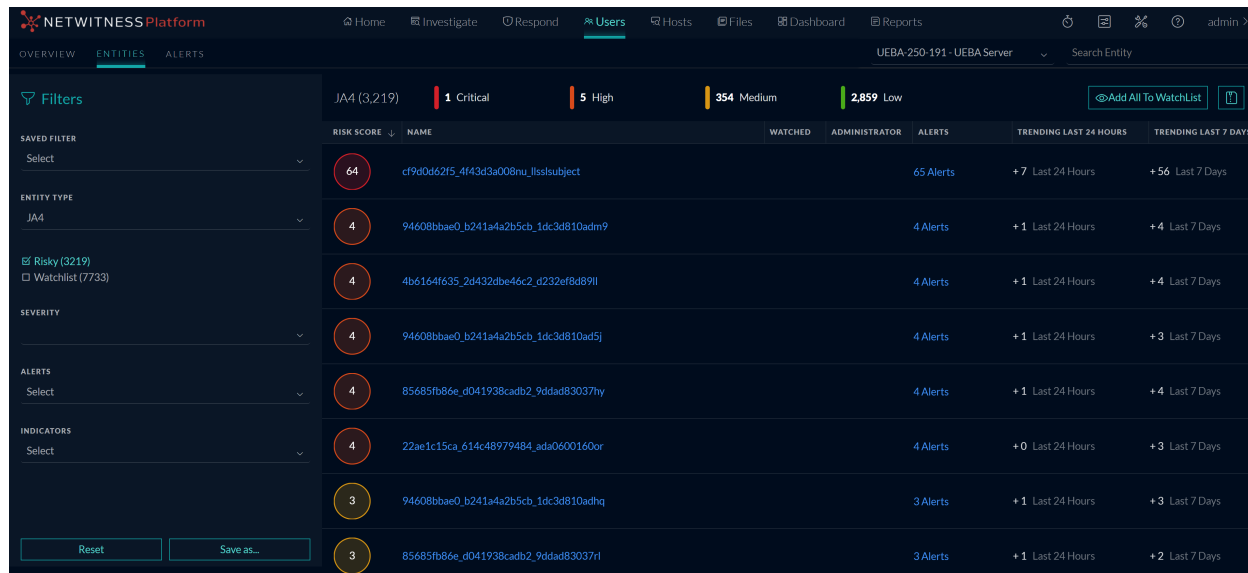 NETWITNESS Platform Home Investigate Respond Users Hosts Files Dashboard Reports admin
OVERVIEW ENTITIES ALERTS UEBA-250-191 - UEBA Server Search Entity
Filters
SAVED FILTER
Select
ENTITY TYPE
JA4
Risky (3219)
Watchlist (7733)
SEVERITY
ALERTS
Select
INDICATORS
Select
Reset Save as...
JA4 (3,219) 1 Critical 5 High 354 Medium 2,859 Low Add All To WatchList
RISK SCORE NAME WATCHED ADMINISTRATOR ALERTS TRENDING LAST 24 HOURS TRENDING LAST 7 DAYS
64 cf9d0d62f5_4f43d3a008nu_llsslsubject 65 Alerts +7 Last 24 Hours +56 Last 7 Days
4 94608bbae0_b241a4a2b5cb_1dc3d810adm9 4 Alerts +1 Last 24 Hours +4 Last 7 Days
4 4b6164f635_2d432dbe46c2_d232ef8d89ll 4 Alerts +1 Last 24 Hours +4 Last 7 Days
4 94608bbae0_b241a4a2b5cb_1dc3d810ad5j 4 Alerts +1 Last 24 Hours +3 Last 7 Days
4 85685fb86e_d041938cadb2_9ddad83037hy 4 Alerts +1 Last 24 Hours +4 Last 7 Days
4 22ae1c15ca_614c48979484_ada0600160or 4 Alerts +0 Last 24 Hours +3 Last 7 Days
3 94608bbae0_b241a4a2b5cb_1dc3d810adhq 3 Alerts +1 Last 24 Hours +3 Last 7 Days
3 85685fb86e_d041938cadb2_9ddad83037rl 3 Alerts +1 Last 24 Hours +2 Last 7 Days